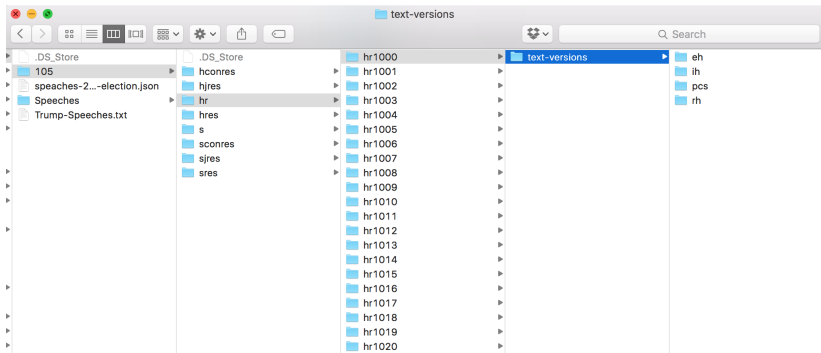 text-versions
Search
.DS_Store
105
speaches-2...-election.json
Speeches
Trump-Speeches.txt
.DS_Store
hconres
hjres
hr
hres
s
sconres
sjres
sres
hr1000
hr1001
hr1002
hr1003
hr1004
hr1005
hr1006
hr1007
hr1008
hr1009
hr1010
hr1011
hr1012
hr1013
hr1014
hr1015
hr1016
hr1017
hr1018
hr1019
hr1020
text-versions
eh
ih
pcs
rh